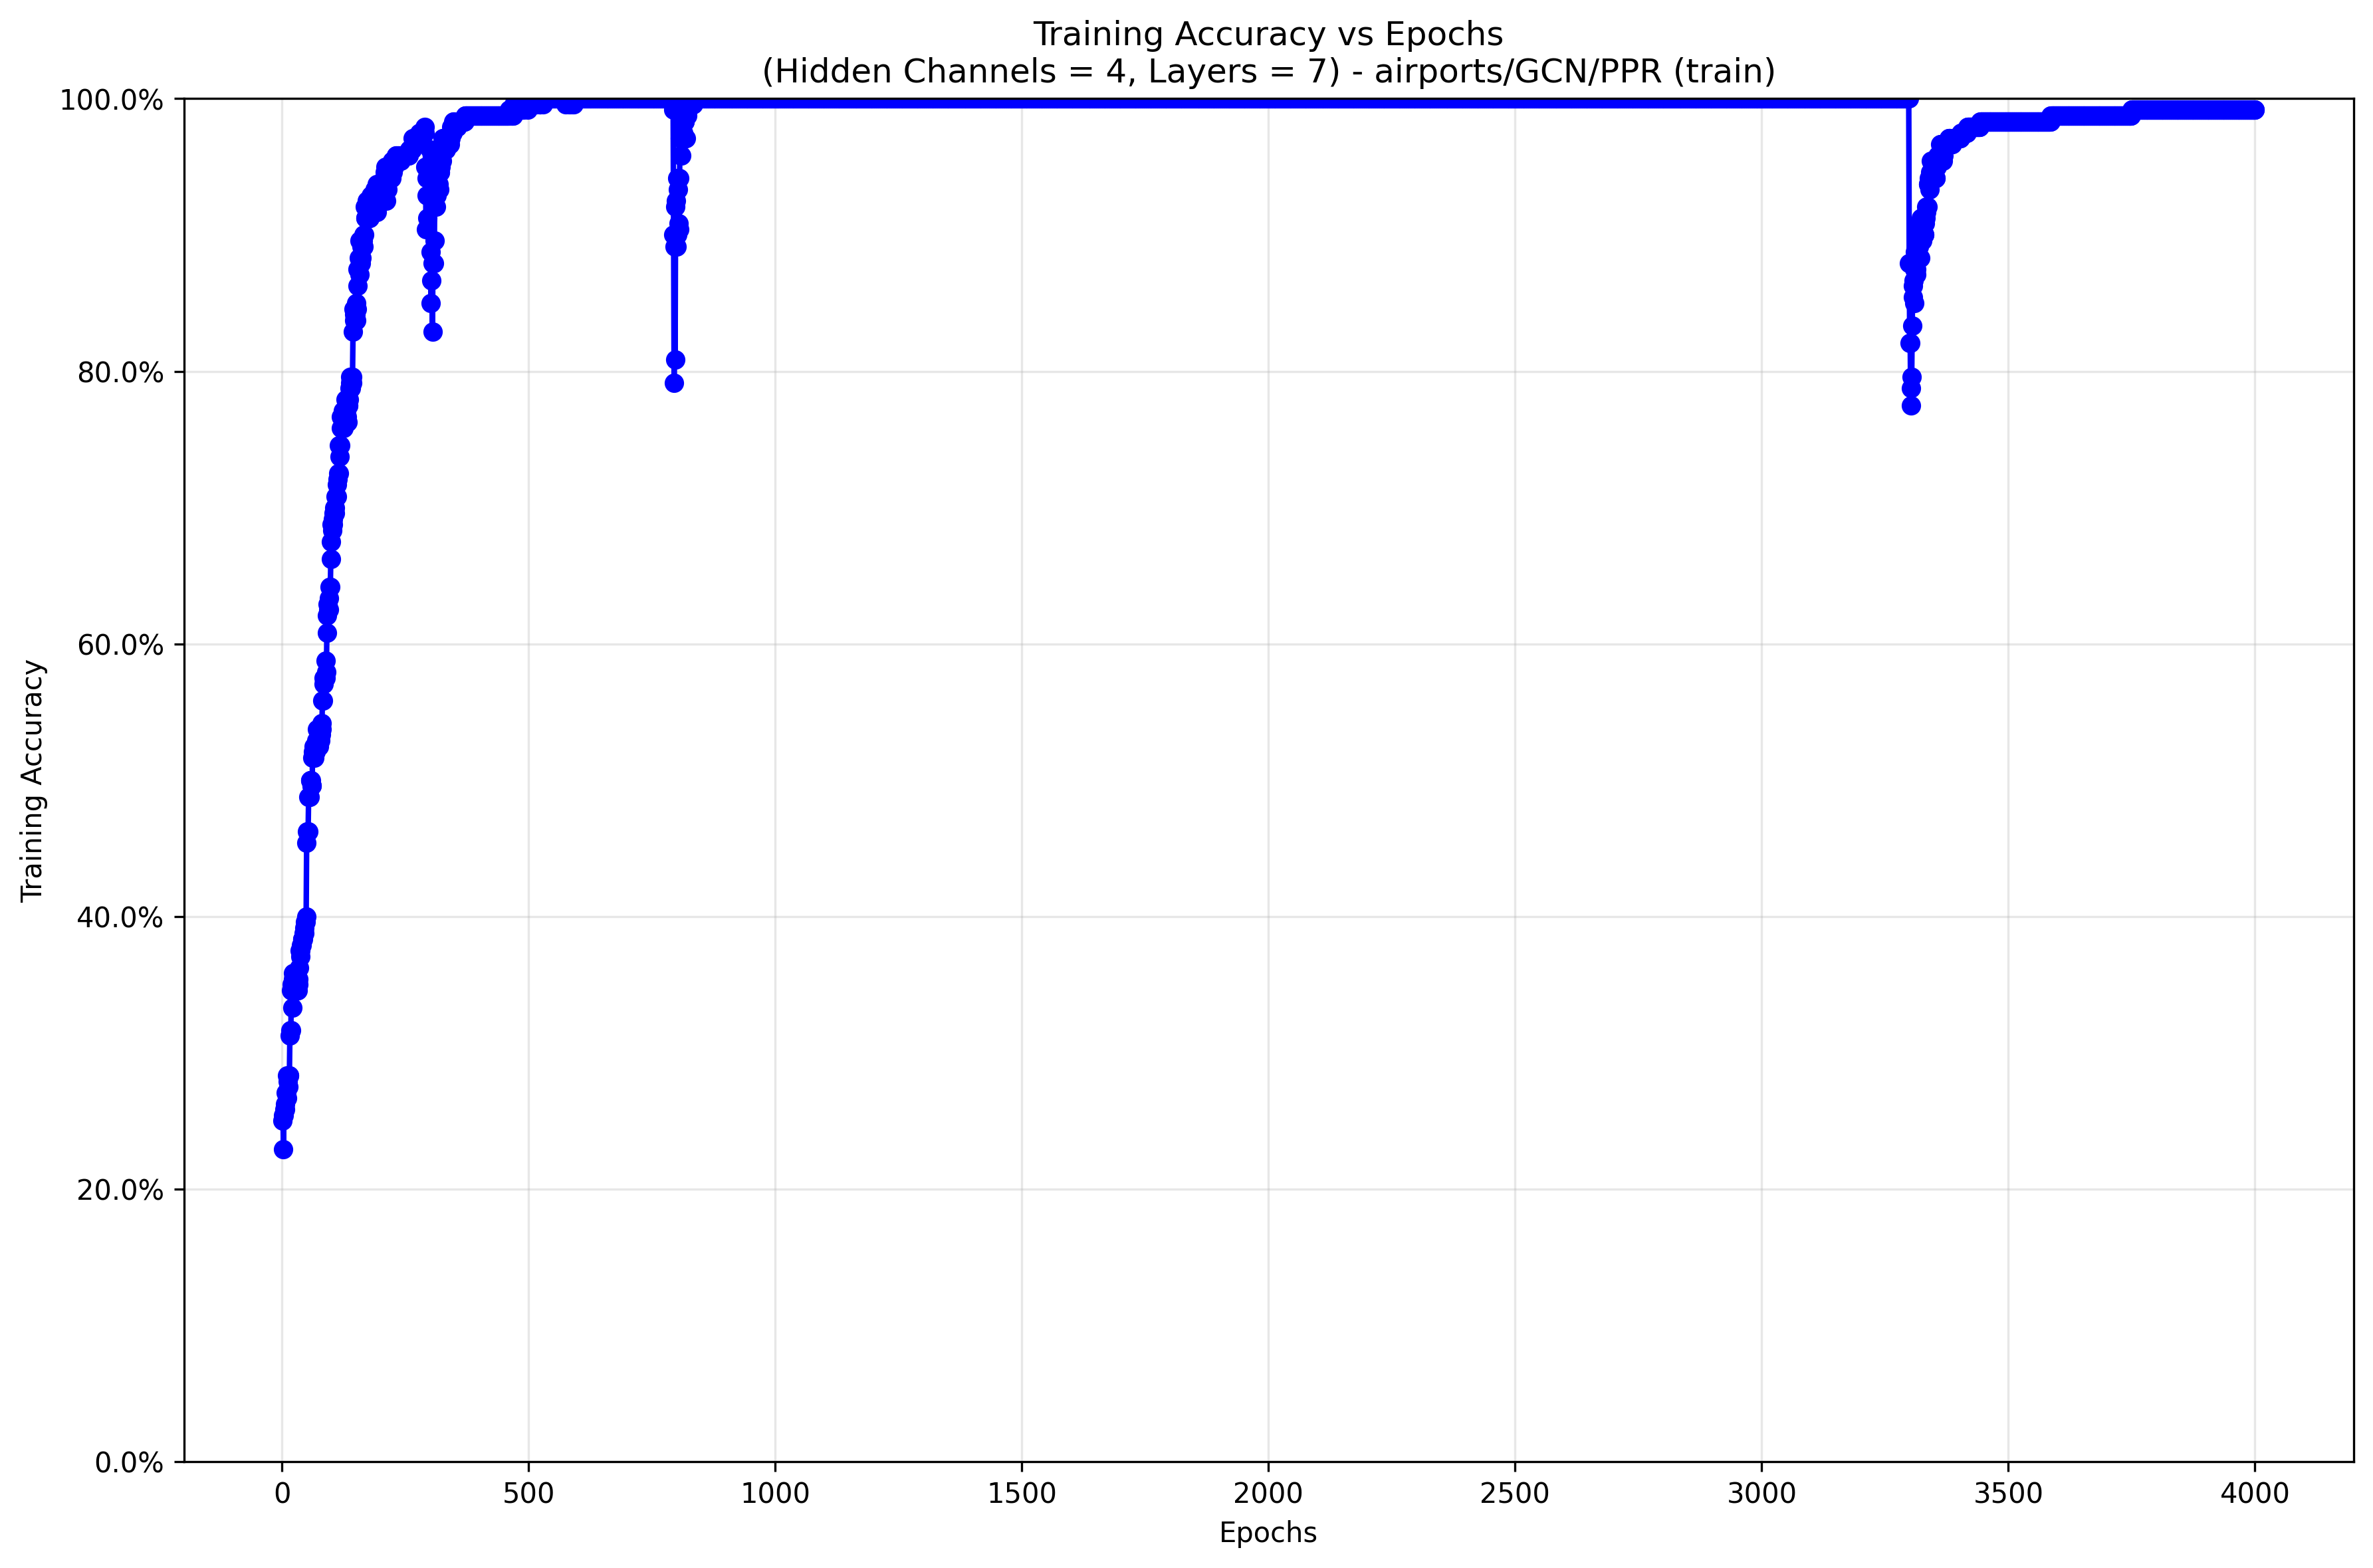 Training Accuracy vs Epochs
(Hidden Channels = 4, Layers = 7) - airports/GCN/PPR (train)
100.0%
80.0%
60.0%
40.0%
20.0%
0.0%
Training Accuracy
0 500 1000 1500 2000 2500 3000 3500 4000
Epochs